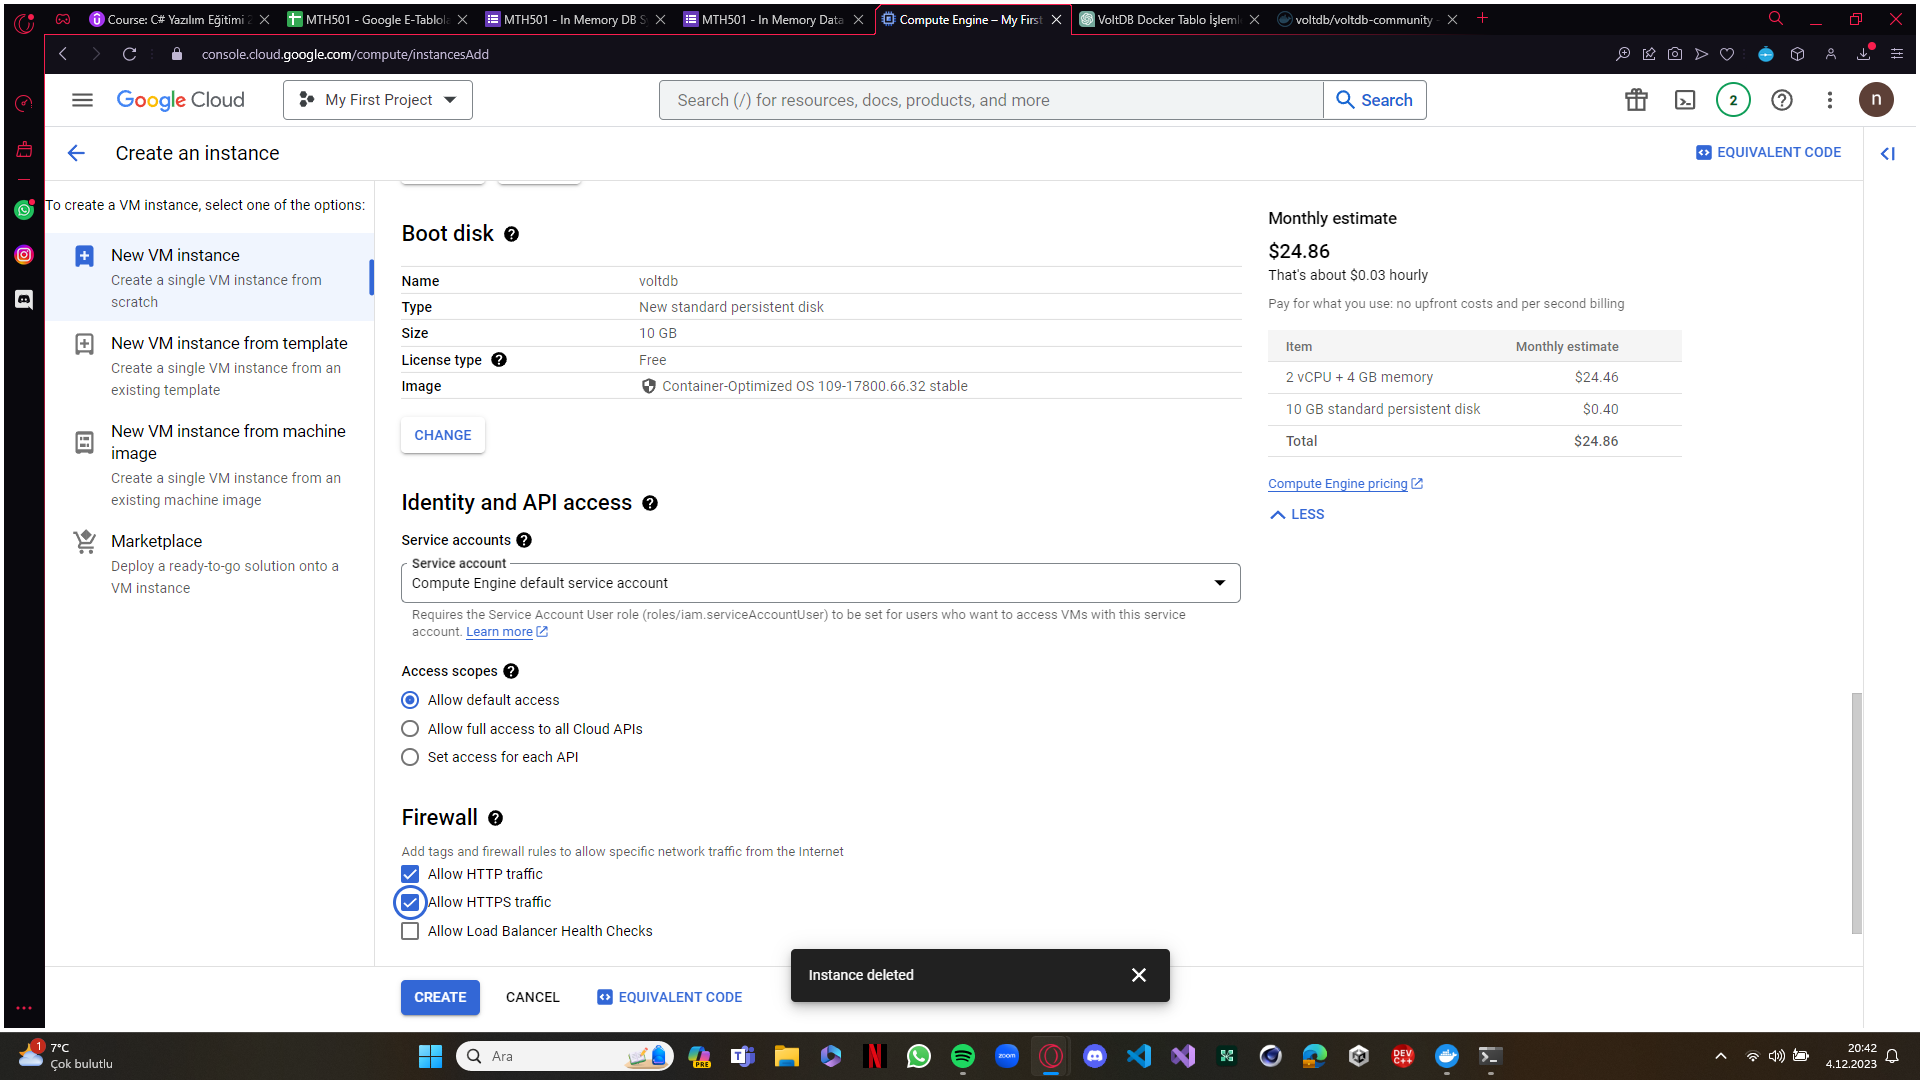 Course: C# Yazılım Eğitimi 2
MTH501 - Google E-Tablola
MTH501 - In Memory DB S
MTH501 - In Memory Data
Compute Engine – My First
VoltDB Docker Tablo İşleml
voltdb/voltdb-community -
console.cloud.google.com/compute/instancesAdd
Google Cloud
My First Project
Search (/) for resources, docs, products, and more
Search
2
n
Create an instance
EQUIVALENT CODE
To create a VM instance, select one of the options:
New VM instance
Create a single VM instance from
scratch
New VM instance from template
Create a single VM instance from an
existing template
New VM instance from machine
image
Create a single VM instance from an
existing machine image
Marketplace
Deploy a ready-to-go solution onto a
VM instance
Boot disk
Name voltdb
Type New standard persistent disk
Size 10 GB
License type Free
Image Container-Optimized OS 109-17800.66.32 stable
CHANGE
Identity and API access
Service accounts
Service account
Compute Engine default service account
Requires the Service Account User role (roles/iam.serviceAccountUser) to be set for users who want to access VMs with this service
account. Learn more
Access scopes
Allow default access
Allow full access to all Cloud APIs
Set access for each API
Firewall
Add tags and firewall rules to allow specific network traffic from the Internet
Allow HTTP traffic
Allow HTTPS traffic
Allow Load Balancer Health Checks
Monthly estimate
$24.86
That's about $0.03 hourly
Pay for what you use: no upfront costs and per second billing
Item Monthly estimate
2 vCPU + 4 GB memory $24.46
10 GB standard persistent disk $0.40
Total $24.86
Compute Engine pricing
LESS
Instance deleted
CREATE
CANCEL
EQUIVALENT CODE
1
7°C
Çok bulutlu
Ara
PRE
zoom
DEV
C++
20:42
4.12.2023